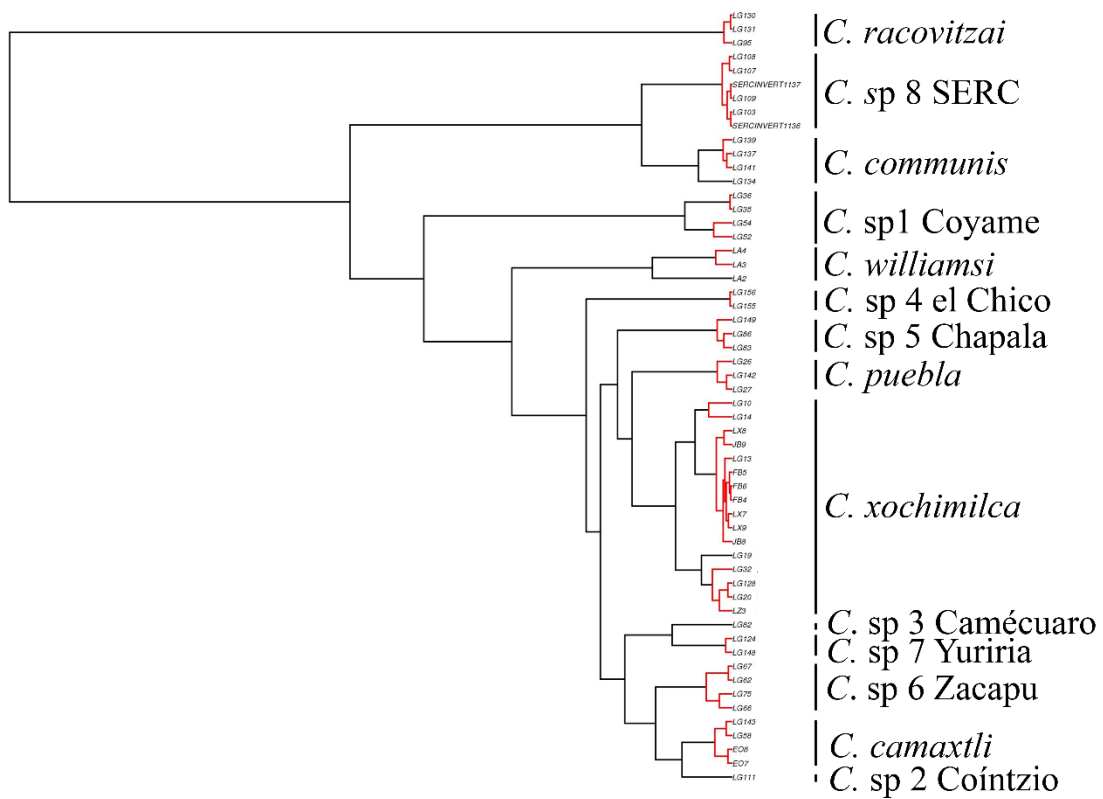 LG130
LG131
LG95
C. racovitzai
LG108
LG107
SERCINVERT1137
LG109
LG103
SERCINVERT1136
C. sp 8 SERC
LG139
LG137
LG141
LG134
C. communis
LG36
LG35
LG54
LG52
C. sp1 Coyame
LA4
LA3
LA2
C. williamsi
LG156
LG155
C. sp 4 el Chico
LG149
LG86
LG83
C. sp 5 Chapala
LG26
LG142
LG27
C. puebla
LG10
LG14
LX8
JB9
LG13
FB5
FB6
FB4
LX7
LX9
JB8
LG19
LG32
LG128
LG20
LZ3
C. xochimilca
LG82
C. sp 3 Camécuaro
LG124
LG148
C. sp 7 Yuriria
LG67
LG62
LG75
LG66
C. sp 6 Zacapu
LG143
LG58
EO8
EO7
C. camaxtli
LG111
C. sp 2 Coíntzio